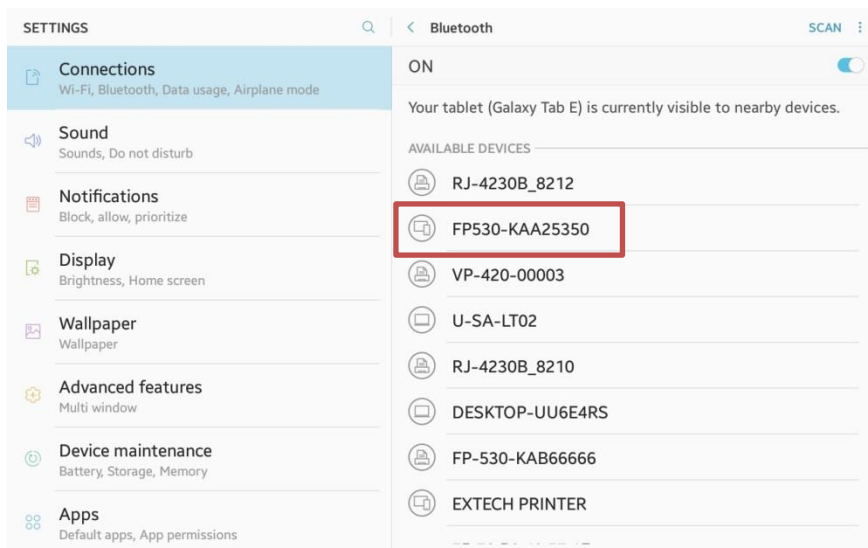 SETTINGS
Connections
Wi-Fi, Bluetooth, Data usage, Airplane mode
Sound
Sounds, Do not disturb
Notifications
Block, allow, prioritize
Display
Brightness, Home screen
Wallpaper
Wallpaper
Advanced features
Multi window
Device maintenance
Battery, Storage, Memory
Apps
Default apps, App permissions
Bluetooth
SCAN
ON
Your tablet (Galaxy Tab E) is currently visible to nearby devices.
AVAILABLE DEVICES
RJ-4230B_8212
FP530-KAA25350
VP-420-00003
U-SA-LT02
RJ-4230B_8210
DESKTOP-UU6E4RS
FP-530-KAB66666
EXTECH PRINTER